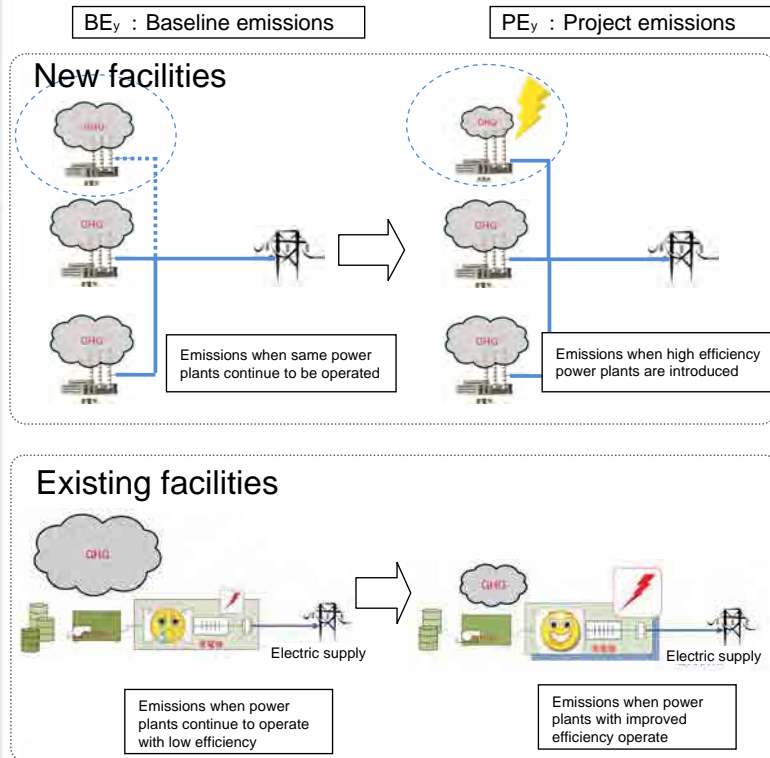 BEy : Baseline emissions
PEy : Project emissions
New facilities
GHG
GHG
GHG
GHG
GHG
GHG
Emissions when same power
plants continue to be operated
Emissions when high efficiency
power plants are introduced
Existing facilities
GHG
GHG
Electric supply
Electric supply
Emissions when power
plants continue to operate
with low efficiency
Emissions when power
plants with improved
efficiency operate